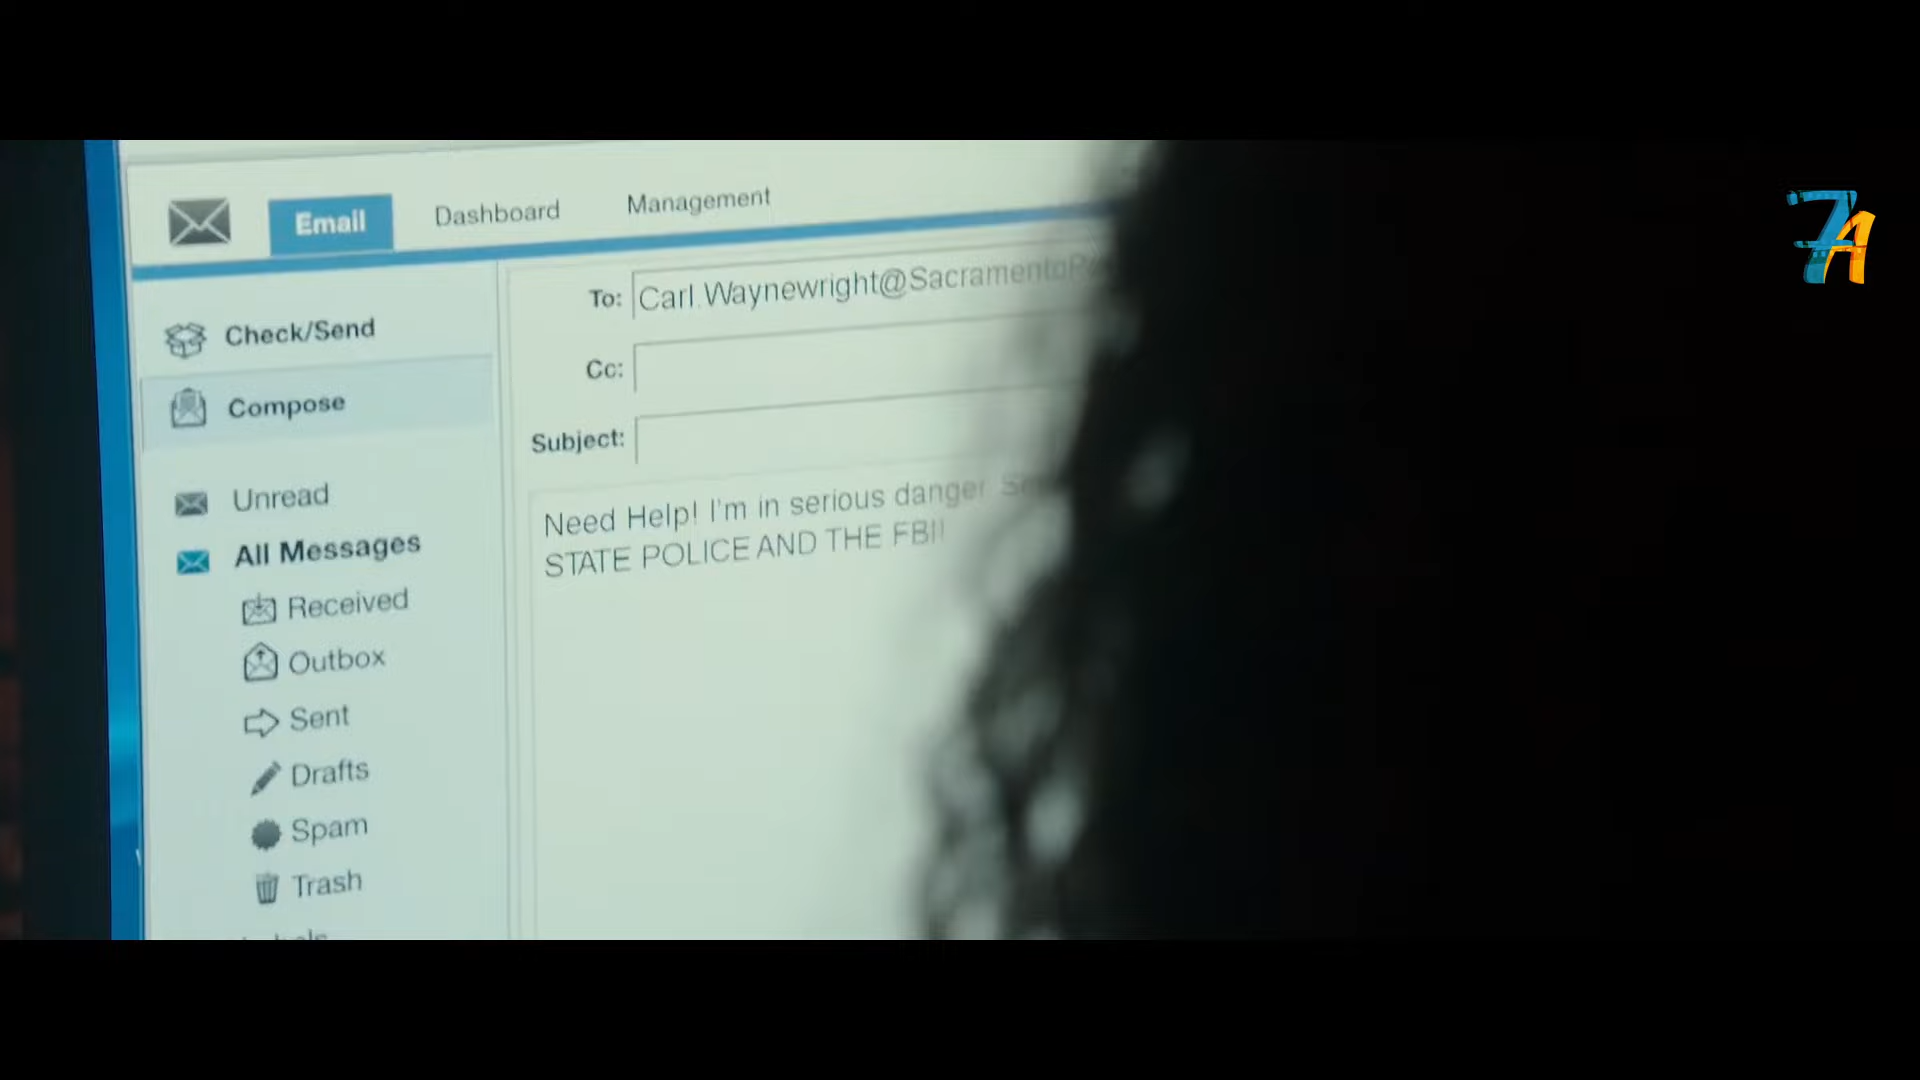 Email Dashboard Management
7A
To: Carl.Waynewright@Sacramento
Check/Send
Cc:
Compose
Subject:
Unread
Need Help! I'm in serious danger
STATE POLICE AND THE FBI!
All Messages
Received
Outbox
Sent
Drafts
Spam
Trash